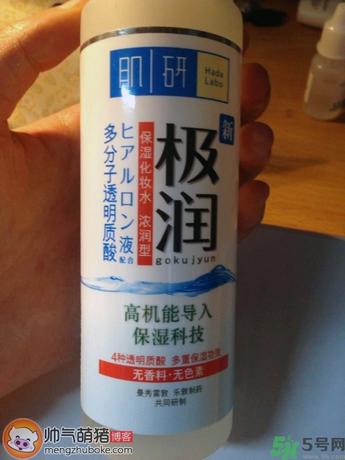 肌研
Hada
Labo
新
极润
gokujyun
保湿化妆水 浓润型
ヒアルロン液配合
多分子透明质酸
高机能导入
保湿科技
4种透明质酸 多重保湿功效
无香料·无色素
曼秀雷敦 乐敦制药
共同研制
帅气萌猪博客
mengzhuboke.com
5号网